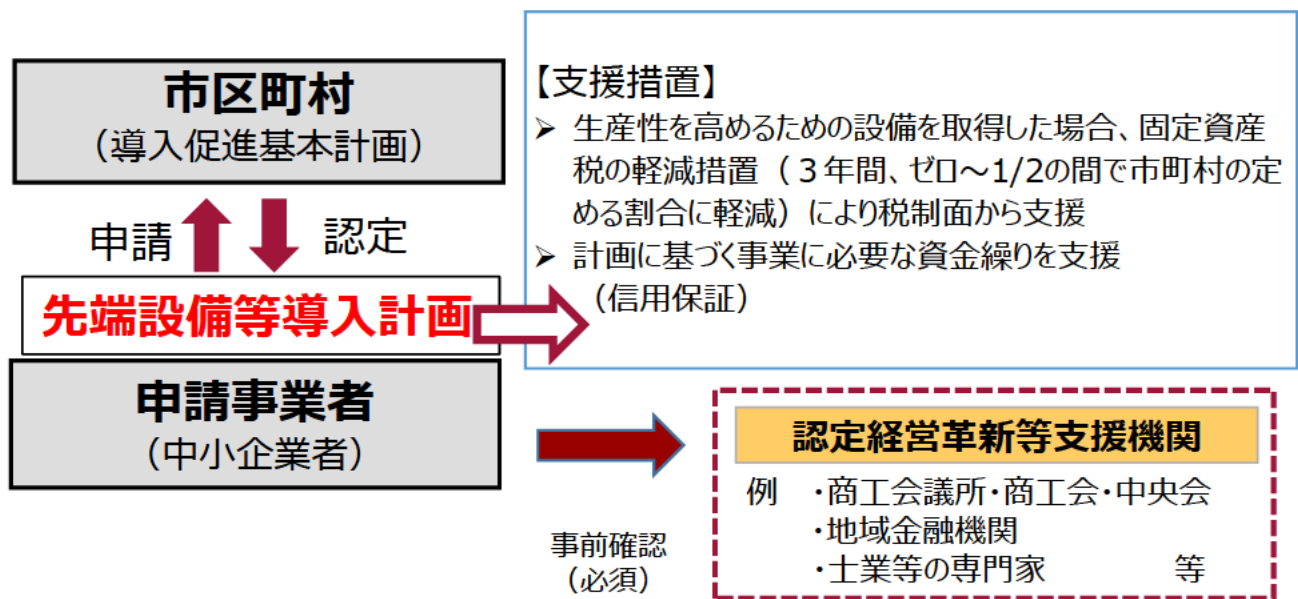 市区町村
（導入促進基本計画）
申請
認定
先端設備等導入計画
申請事業者
（中小企業者）
【支援措置】
➢ 生産性を高めるための設備を取得した場合、固定資産
税の軽減措置（３年間、ゼロ～1/2の間で市町村の定
める割合に軽減）により税制面から支援
➢ 計画に基づく事業に必要な資金繰りを支援
（信用保証）
事前確認
（必須）
認定経営革新等支援機関
例 ・商工会議所・商工会・中央会
・地域金融機関
・士業等の専門家 等